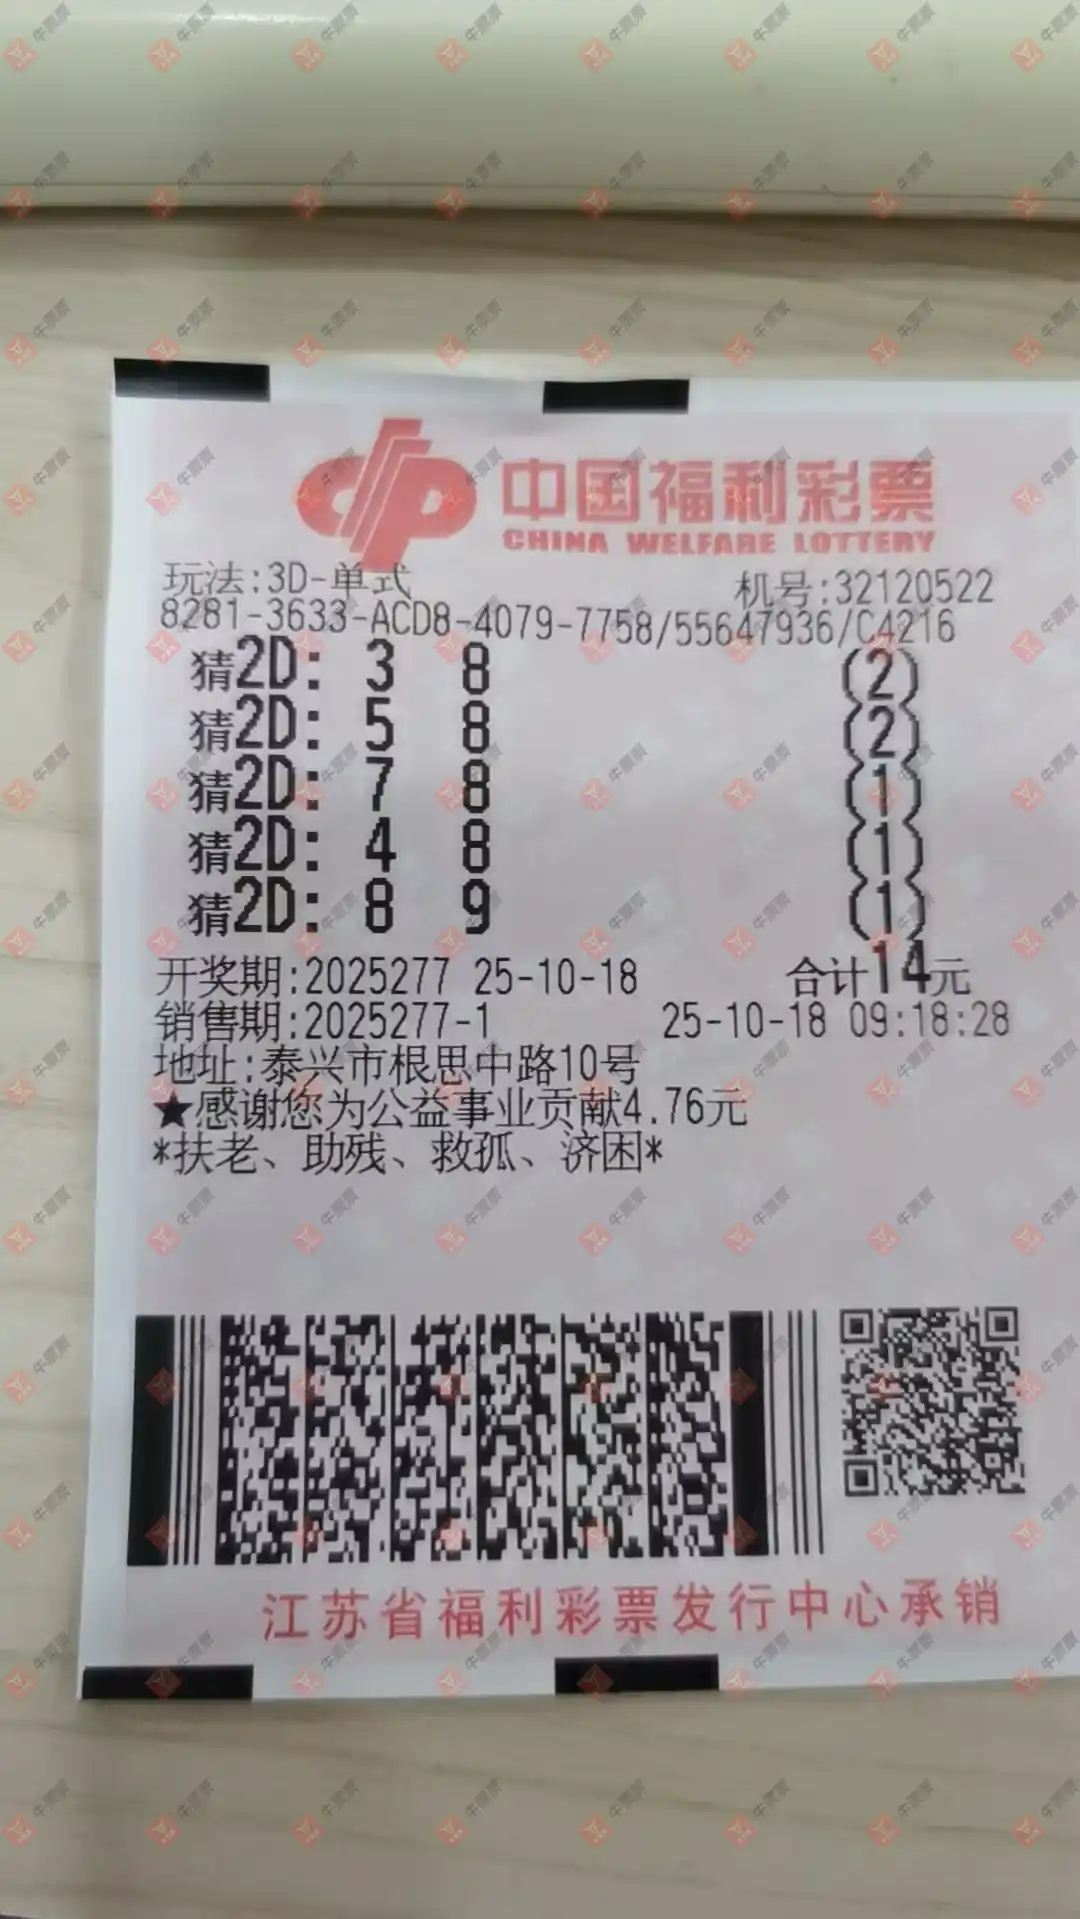 中国福利彩票
CHINA WELFARE LOTTERY
玩法:3D-单式 机号:32120522
8281-3633-ACD8-4079-7758/55647936/C4216
猜2D: 3 8 (2)
猜2D: 5 8 (2)
猜2D: 7 8 (1)
猜2D: 4 8 (1)
猜2D: 8 9 (1)
开奖期:2025277 25-10-18 合计14元
销售期:2025277-1 25-10-18 09:18:28
地址:泰兴市根思中路10号
★感谢您为公益事业贡献4.76元
*扶老、助残、救孤、济困*
江苏省福利彩票发行中心承销